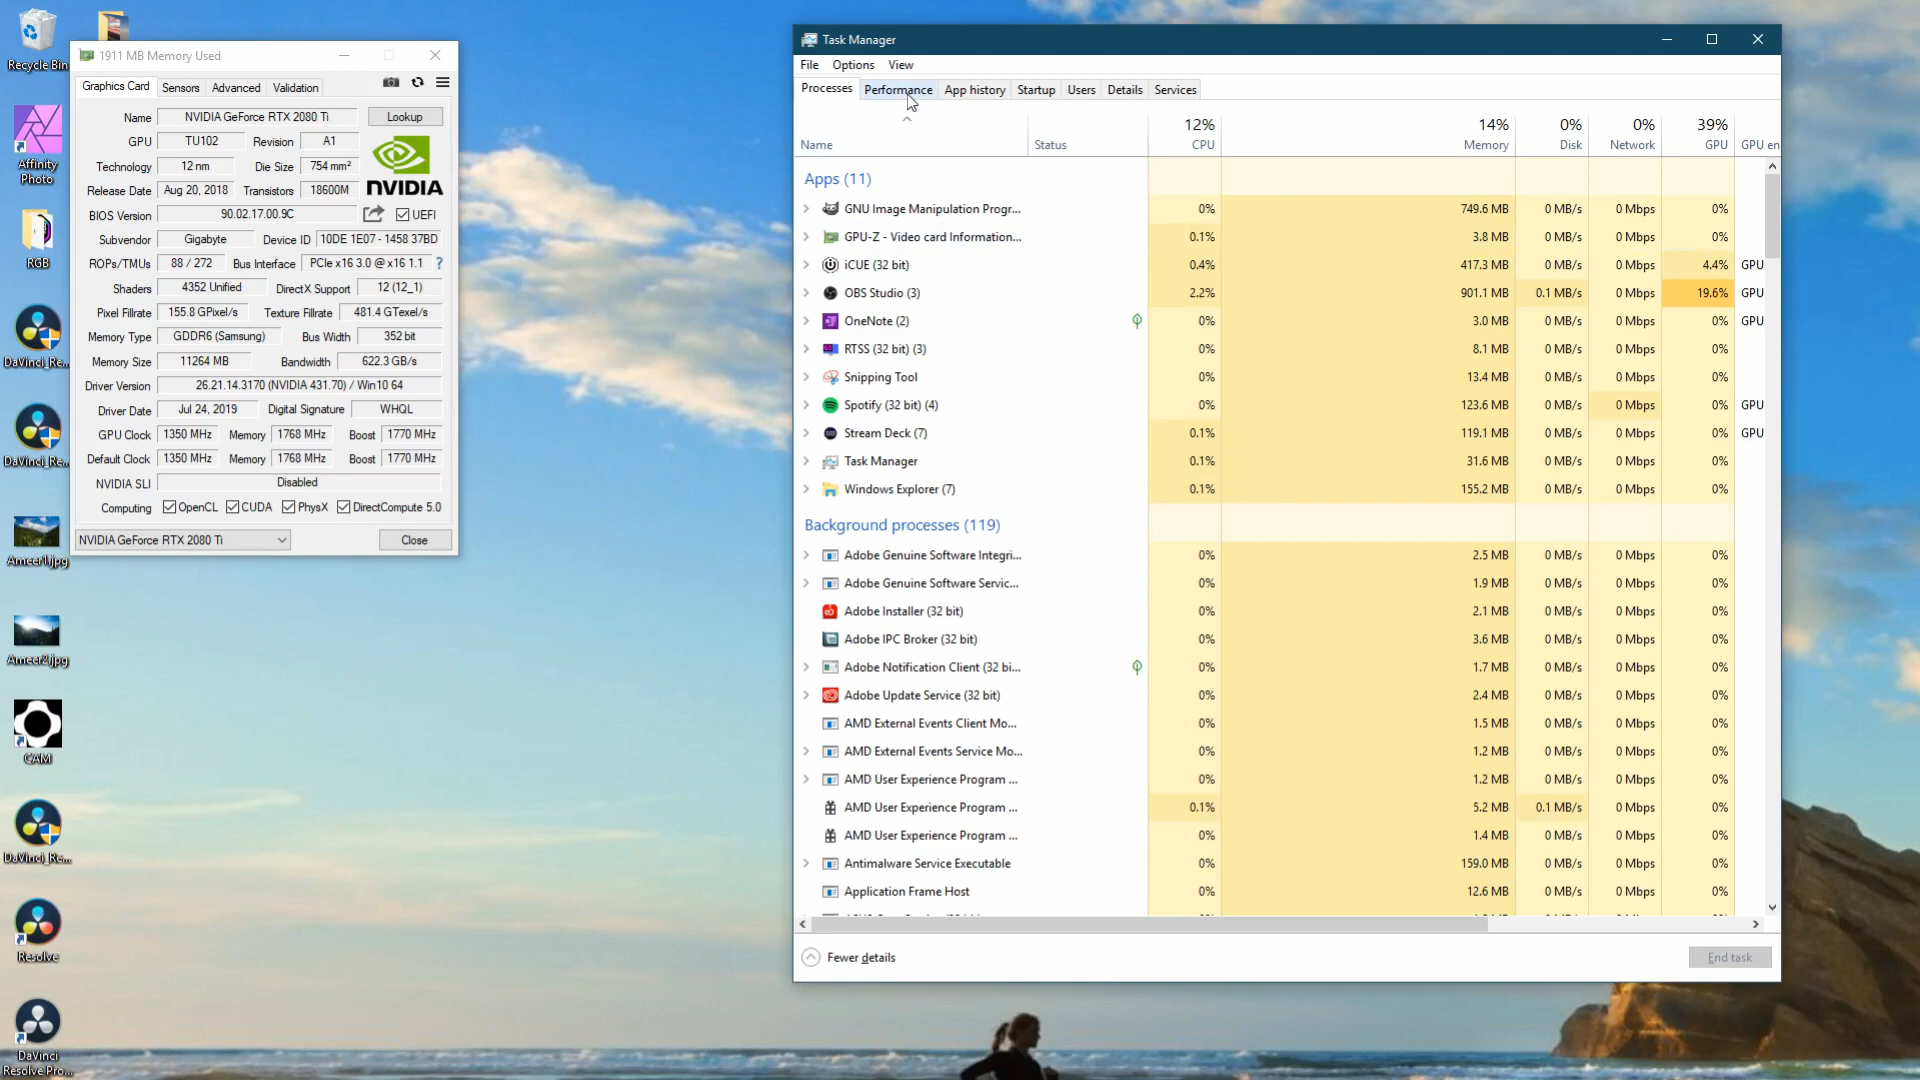 Recycle Bin
Affinity
Photo
RGB
DaVinci_Re...
DaVinci_Re...
CAM
DaVinci_Re...
Resolve
DaVinci
Resolve Pro...
1911 MB Memory Used
Graphics Card Sensors Advanced Validation
Name NVIDIA GeForce RTX 2080 Ti Lookup
GPU TU102 Revision A1
Technology 12 nm Die Size 754 mm²
Release Date Aug 20, 2018 Transistors 18600M
NVIDIA
BIOS Version 90.02.17.00.9C UEFI
Subvendor Gigabyte Device ID 10DE 1E07 - 1458 37BD
ROPs/TMUs 88 / 272 Bus Interface PCIe x16 3.0 @ x16 1.1 ?
Shaders 4352 Unified DirectX Support 12 (12_1)
Pixel Fillrate 155.8 GPixel/s Texture Fillrate 481.4 GTexel/s
Memory Type GDDR6 (Samsung) Bus Width 352 bit
Memory Size 11264 MB Bandwidth 622.3 GB/s
Driver Version 26.21.14.3170 (NVIDIA 431.70) / Win10 64
Driver Date Jul 24, 2019 Digital Signature WHQL
GPU Clock 1350 MHz Memory 1768 MHz Boost 1770 MHz
Default Clock 1350 MHz Memory 1768 MHz Boost 1770 MHz
NVIDIA SLI Disabled
Computing OpenCL CUDA PhysX DirectCompute 5.0
NVIDIA GeForce RTX 2080 Ti Close
Task Manager
File Options View
Processes Performance App history Startup Users Details Services
12% 14% 0% 0% 39%
Name Status CPU Memory Disk Network GPU GPU en
Apps (11)
GNU Image Manipulation Progr... 0% 749.6 MB 0 MB/s 0 Mbps 0%
GPU-Z - Video card Information... 0.1% 3.8 MB 0 MB/s 0 Mbps 0%
iCUE (32 bit) 0.4% 417.3 MB 0 MB/s 0 Mbps 4.4% GPU
OBS Studio (3) 2.2% 901.1 MB 0.1 MB/s 0 Mbps 19.6% GPU
OneNote (2) 0% 3.0 MB 0 MB/s 0 Mbps 0% GPU
RTSS (32 bit) (3) 0% 8.1 MB 0 MB/s 0 Mbps 0%
Snipping Tool 0% 13.4 MB 0 MB/s 0 Mbps 0%
Spotify (32 bit) (4) 0% 123.6 MB 0 MB/s 0 Mbps 0% GPU
Stream Deck (7) 0.1% 119.1 MB 0 MB/s 0 Mbps 0% GPU
Task Manager 0.1% 31.6 MB 0 MB/s 0 Mbps 0%
Windows Explorer (7) 0.1% 155.2 MB 0 MB/s 0 Mbps 0%
Background processes (119)
Adobe Genuine Software Integri... 0% 2.5 MB 0 MB/s 0 Mbps 0%
Adobe Genuine Software Servic... 0% 1.9 MB 0 MB/s 0 Mbps 0%
Adobe Installer (32 bit) 0% 2.1 MB 0 MB/s 0 Mbps 0%
Adobe IPC Broker (32 bit) 0% 3.6 MB 0 MB/s 0 Mbps 0%
Adobe Notification Client (32 bi... 0% 1.7 MB 0 MB/s 0 Mbps 0%
Adobe Update Service (32 bit) 0% 2.4 MB 0 MB/s 0 Mbps 0%
AMD External Events Client Mo... 0% 1.5 MB 0 MB/s 0 Mbps 0%
AMD External Events Service Mo... 0% 1.2 MB 0 MB/s 0 Mbps 0%
AMD User Experience Program ... 0% 1.2 MB 0 MB/s 0 Mbps 0%
AMD User Experience Program ... 0.1% 5.2 MB 0.1 MB/s 0 Mbps 0%
AMD User Experience Program ... 0% 1.4 MB 0 MB/s 0 Mbps 0%
Antimalware Service Executable 0% 159.0 MB 0 MB/s 0 Mbps 0%
Application Frame Host 0% 12.6 MB 0 MB/s 0 Mbps 0%
Fewer details End task